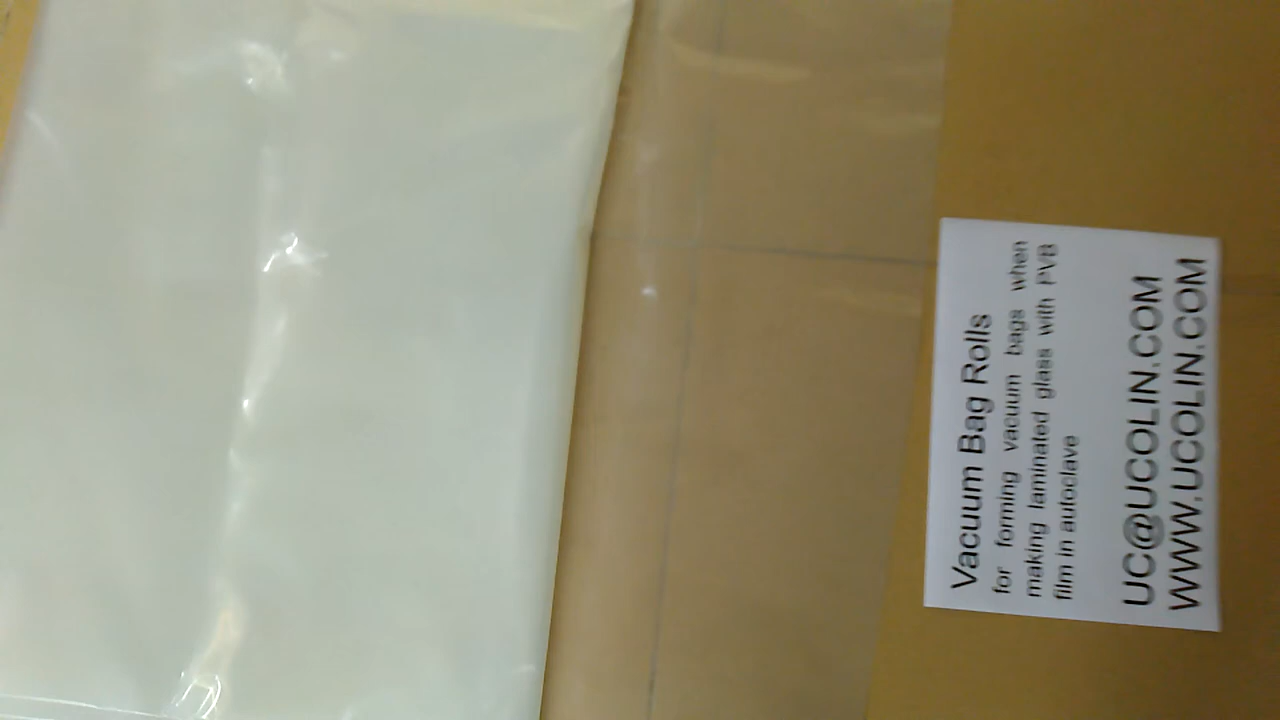 Vacuum Bag Rolls
for forming vacuum bags when
making laminated glass with PVB
film in autoclave
UC@UCOLIN.COM
WWW.UCOLIN.COM